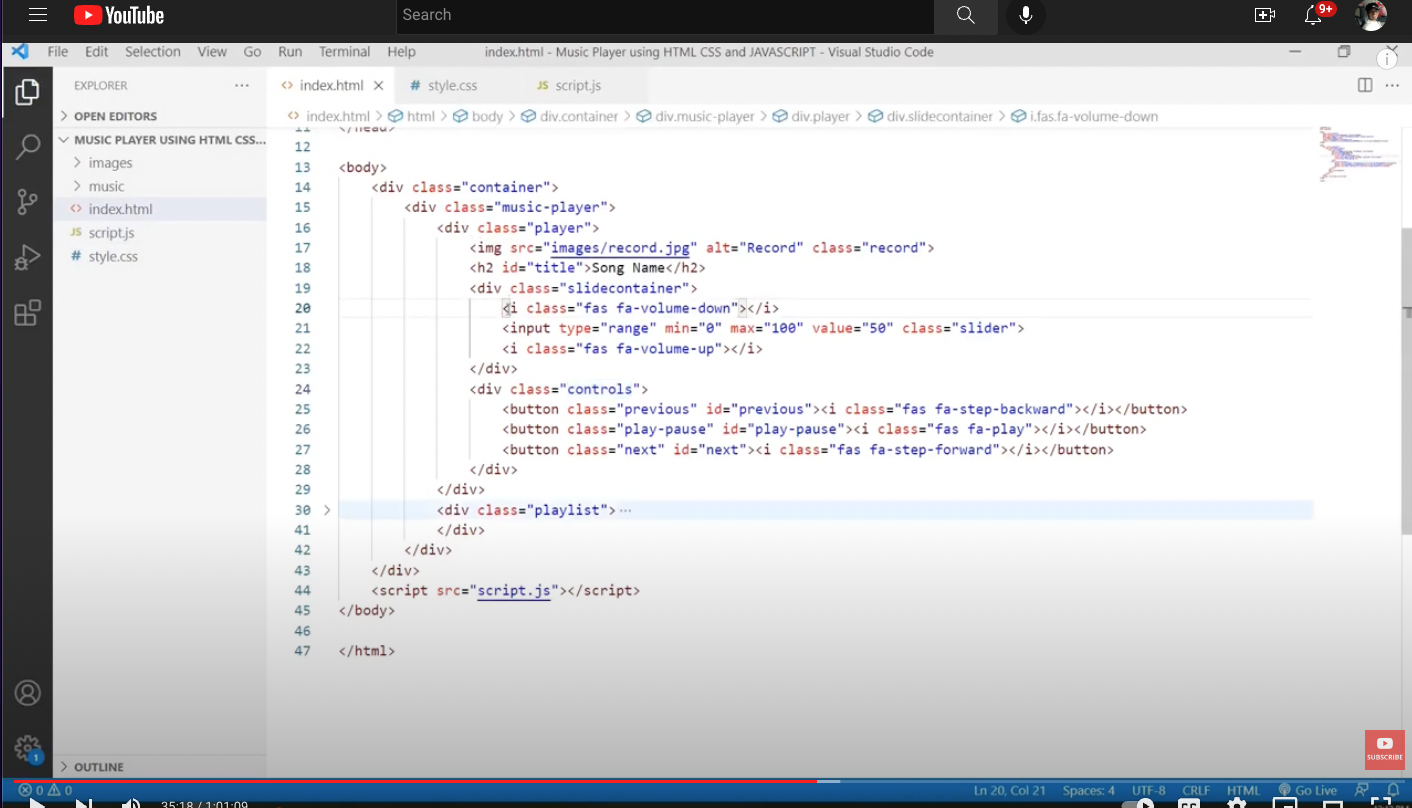 YouTube
Search
9+
File Edit Selection View Go Run Terminal Help
index.html - Music Player using HTML CSS and JAVASCRIPT - Visual Studio Code
EXPLORER
index.html
style.css
JS script.js
OPEN EDITORS
index.html > html > body > div.container > div.music-player > div.player > div.slidecontainer > i.fas.fa-volume-down
MUSIC PLAYER USING HTML CSS...
images
music
index.html
JS script.js
# style.css
11 </head>
12
13 <body>
14 <div class="container">
15 <div class="music-player">
16 <div class="player">
17 <img src="images/record.jpg" alt="Record" class="record">
18 <h2 id="title">Song Name</h2>
19 <div class="slidecontainer">
20 <i class="fas fa-volume-down"></i>
21 <input type="range" min="0" max="100" value="50" class="slider">
22 <i class="fas fa-volume-up"></i>
23 </div>
24 <div class="controls">
25 <button class="previous" id="previous"><i class="fas fa-step-backward"></i></button>
26 <button class="play-pause" id="play-pause"><i class="fas fa-play"></i></button>
27 <button class="next" id="next"><i class="fas fa-step-forward"></i></button>
28 </div>
29 </div>
30 <div class="playlist">...
41 </div>
42 </div>
43 </div>
44 <script src="script.js"></script>
45 </body>
46
47 </html>
1
OUTLINE
SUBSCRIBE
0 0
Ln 20, Col 21 Spaces: 4 UTF-8 CRLF HTML Go Live
35:18 / 1:01:09